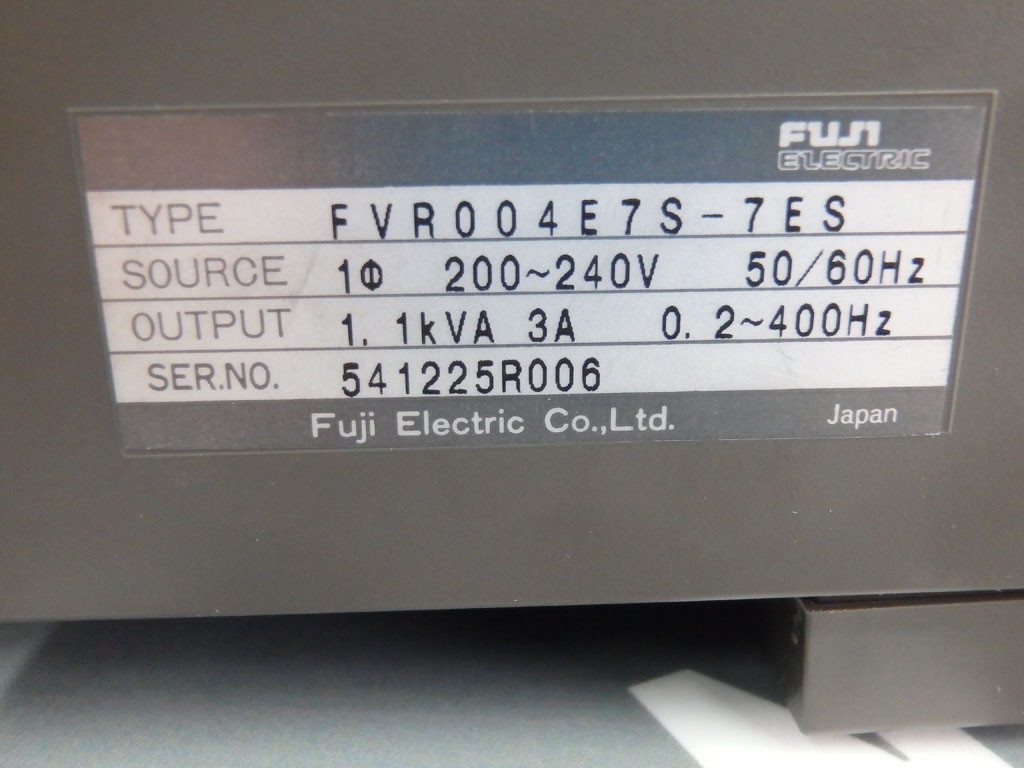 FUJI
ELECTRIC
TYPE FVR004E7S-7ES
SOURCE 1Φ 200~240V 50/60Hz
OUTPUT 1.1kVA 3A 0.2~400Hz
SER.NO. 541225R006
Fuji Electric Co.,Ltd. Japan